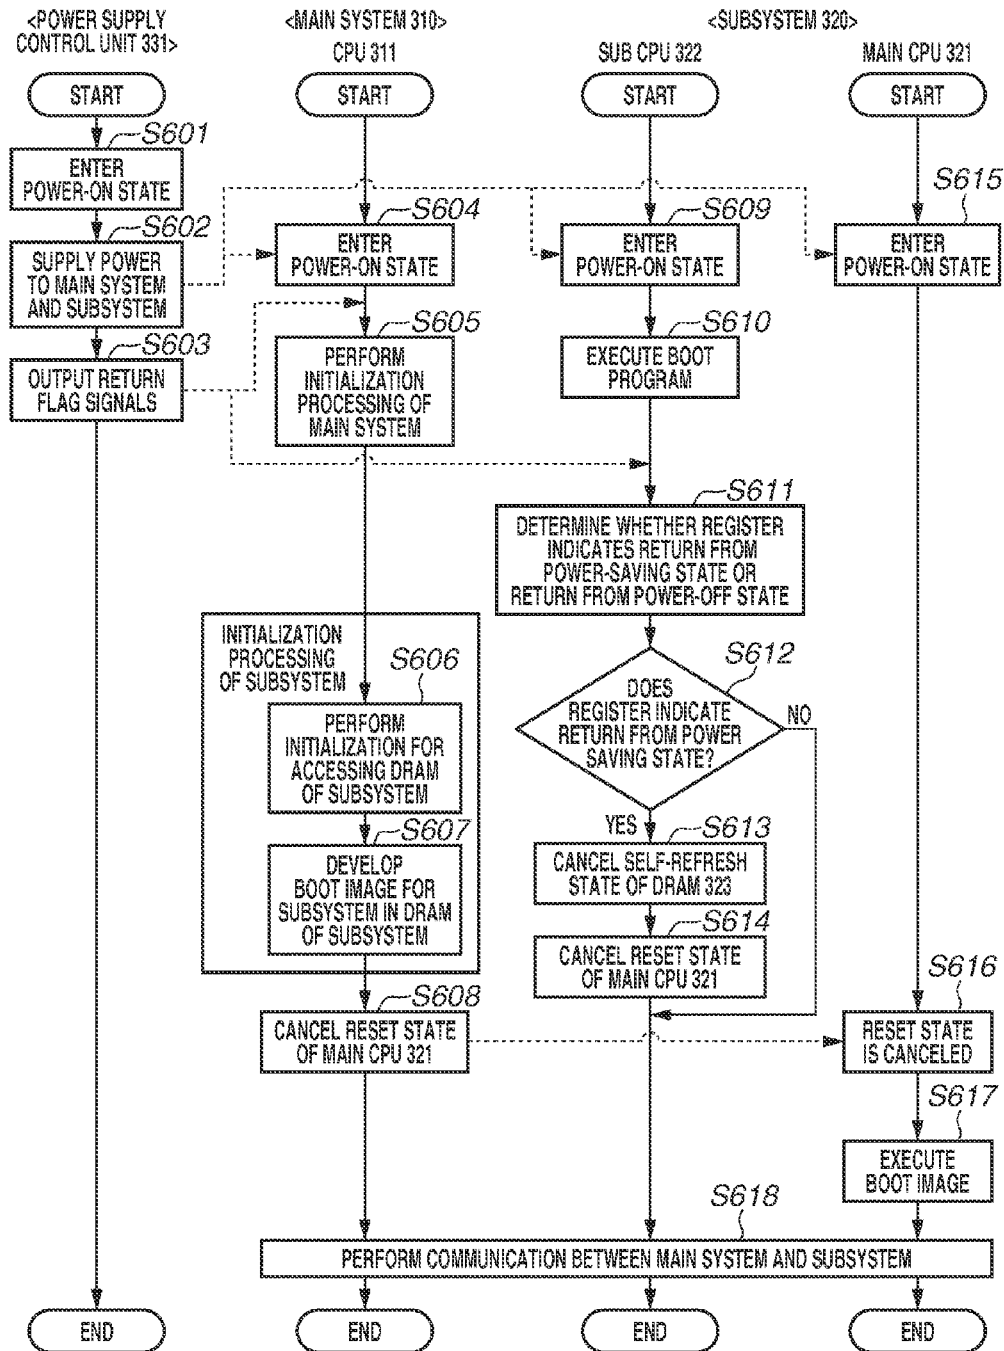 <POWER SUPPLY
CONTROL UNIT 331>
START
S601
ENTER
POWER-ON STATE
S602
SUPPLY POWER
TO MAIN SYSTEM
AND SUBSYSTEM
S603
OUTPUT RETURN
FLAG SIGNALS
END
<MAIN SYSTEM 310>
CPU 311
START
S604
ENTER
POWER-ON STATE
S605
PERFORM
INITIALIZATION
PROCESSING OF
MAIN SYSTEM
INITIALIZATION
PROCESSING
OF SUBSYSTEM
S606
PERFORM
INITIALIZATION FOR
ACCESSING DRAM
OF SUBSYSTEM
S607
DEVELOP
BOOT IMAGE FOR
SUBSYSTEM IN DRAM
OF SUBSYSTEM
S608
CANCEL RESET STATE
OF MAIN CPU 321
<SUBSYSTEM 320>
SUB CPU 322
START
S609
ENTER
POWER-ON STATE
S610
EXECUTE BOOT
PROGRAM
S611
DETERMINE WHETHER REGISTER
INDICATES RETURN FROM
POWER-SAVING STATE OR
RETURN FROM POWER-OFF STATE
S612
DOES
REGISTER INDICATE
RETURN FROM POWER
SAVING STATE?
NO
YES
S613
CANCEL SELF-REFRESH
STATE OF DRAM 323
S614
CANCEL RESET STATE
OF MAIN CPU 321
MAIN CPU 321
START
S615
ENTER
POWER-ON STATE
S616
RESET STATE
IS CANCELED
S617
EXECUTE
BOOT IMAGE
S618
PERFORM COMMUNICATION BETWEEN MAIN SYSTEM AND SUBSYSTEM
END
END
END